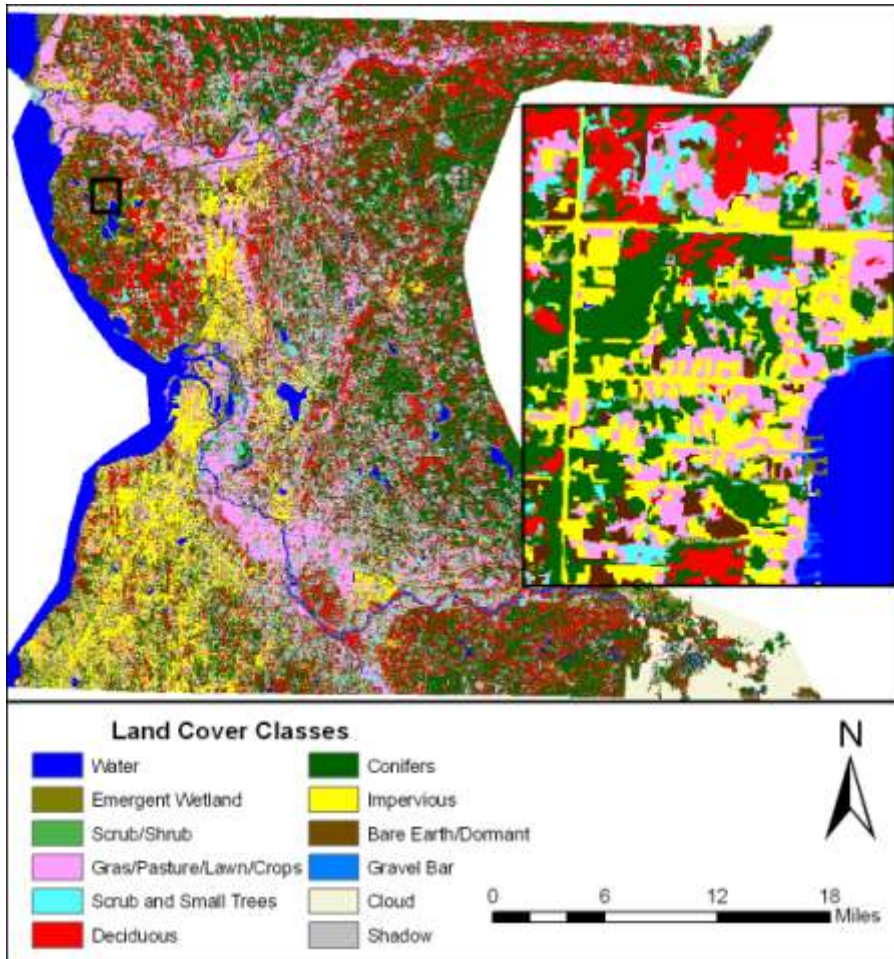 N
Land Cover Classes
Water
Emergent Wetland
Scrub/Shrub
Gras/Pasture/Lawn/Crops
Scrub and Small Trees
Deciduous
Conifers
Impervious
Bare Earth/Dormant
Gravel Bar
Cloud
Shadow
0 6 12 18
Miles